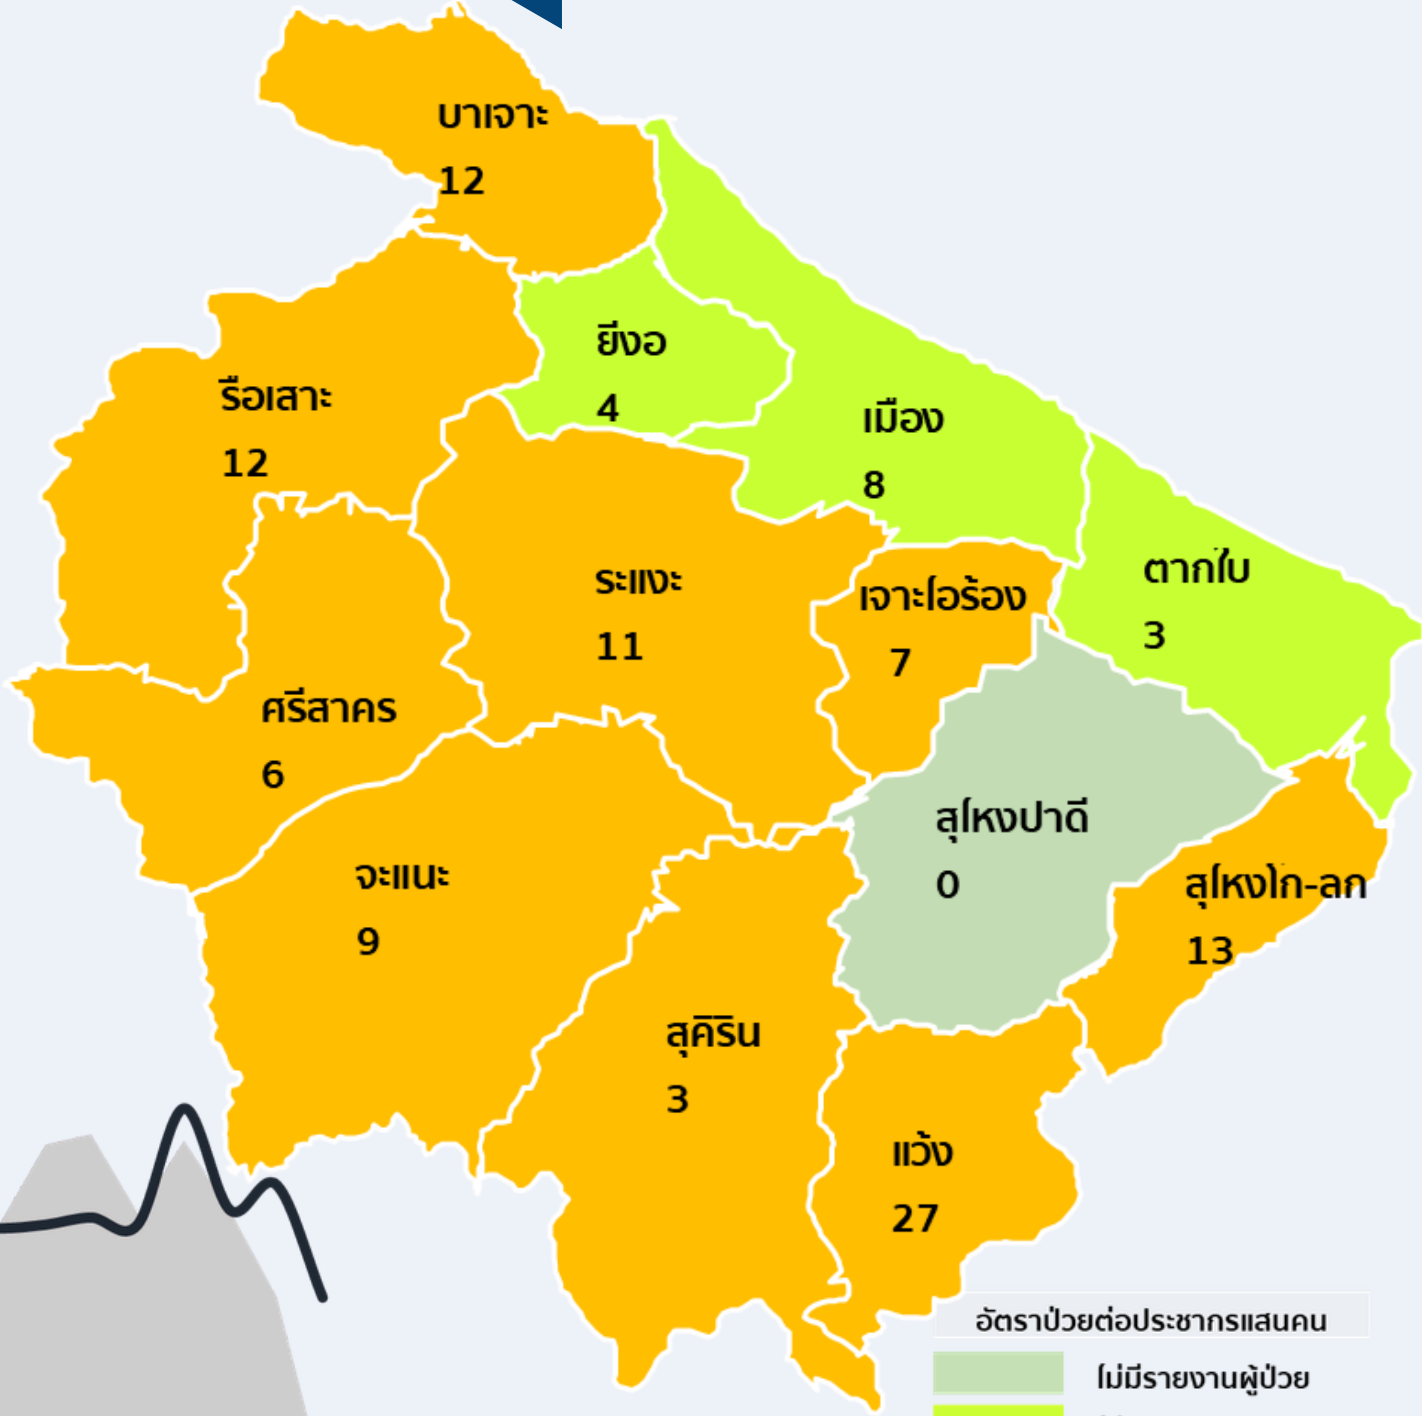 บาเจาะ
12
ยี่งอ
4
รือเสาะ
12
เมือง
8
ตากใบ
3
ระแงะ
11
เจาะไอร้อง
7
ศรีสาคร
6
สุไหงปาดี
0
จะแนะ
9
สุไหงโก-ลก
13
สุคิริน
3
แว้ง
27
อัตราป่วยต่อประชากรแสนคน
ไม่มีรายงานผู้ป่วย